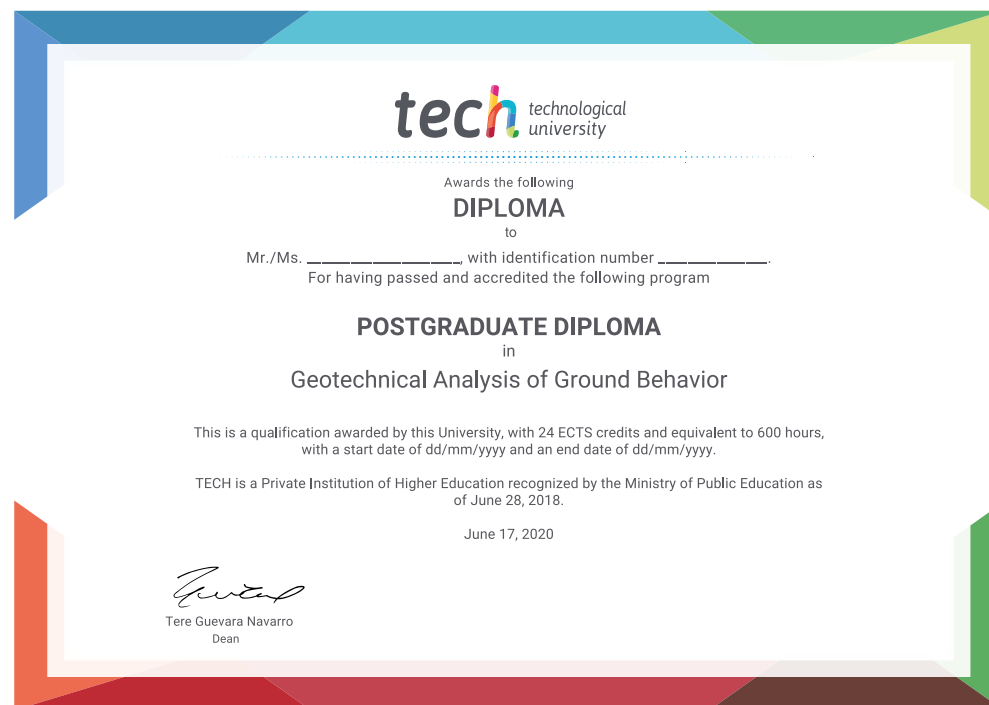 tech technological
university
Awards the following
DIPLOMA
to
Mr./Ms. ____________________, with identification number ______________.
For having passed and accredited the following program
POSTGRADUATE DIPLOMA
in
Geotechnical Analysis of Ground Behavior
This is a qualification awarded by this University, with 24 ECTS credits and equivalent to 600 hours,
with a start date of dd/mm/yyyy and an end date of dd/mm/yyyy.
TECH is a Private Institution of Higher Education recognized by the Ministry of Public Education as
of June 28, 2018.
June 17, 2020
Tere Guevara Navarro
Dean